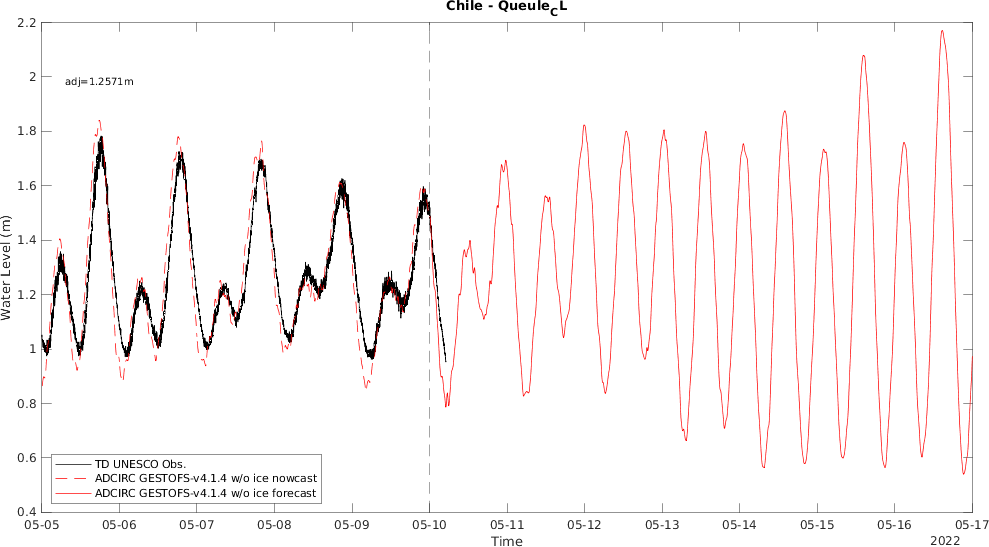 Chile - Queule_CL
2.2
2
1.8
1.6
1.4
1.2
1
0.8
0.6
0.4
Water Level (m)
adj=1.2571m
TD UNESCO Obs.
ADCIRC GESTOFS-v4.1.4 w/o ice nowcast
ADCIRC GESTOFS-v4.1.4 w/o ice forecast
05-05 05-06 05-07 05-08 05-09 05-10 05-11 05-12 05-13 05-14 05-15 05-16 05-17
Time
2022